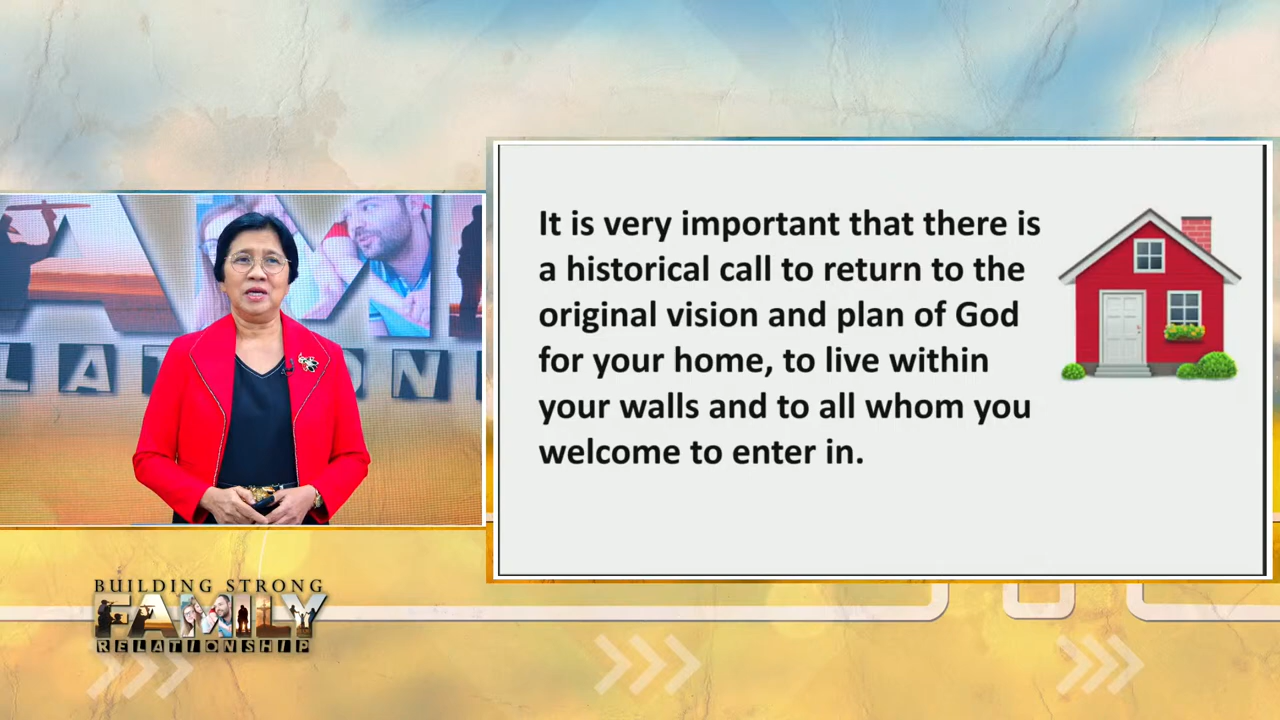 It is very important that there is
a historical call to return to the
original vision and plan of God
for your home, to live within
your walls and to all whom you
welcome to enter in.
BUILDING STRONG
FAMILY
RELATIONSHIP